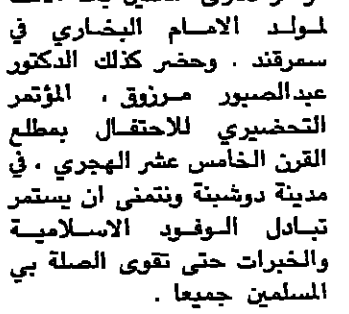 لمولد الامام البخاري في
سمرقند . وحضر كذلك الدكتور
عبدالصبور مرزوق ، المؤتمر
التحضيري للاحتفال بمطلع
القرن الخامس عشر الهجري ، في
مدينة دوشبنة ونتمنى ان يستمر
تبادل الوفود الاسلامية
والخبرات حتى تقوى الصلة بي
المسلمين جميعا .